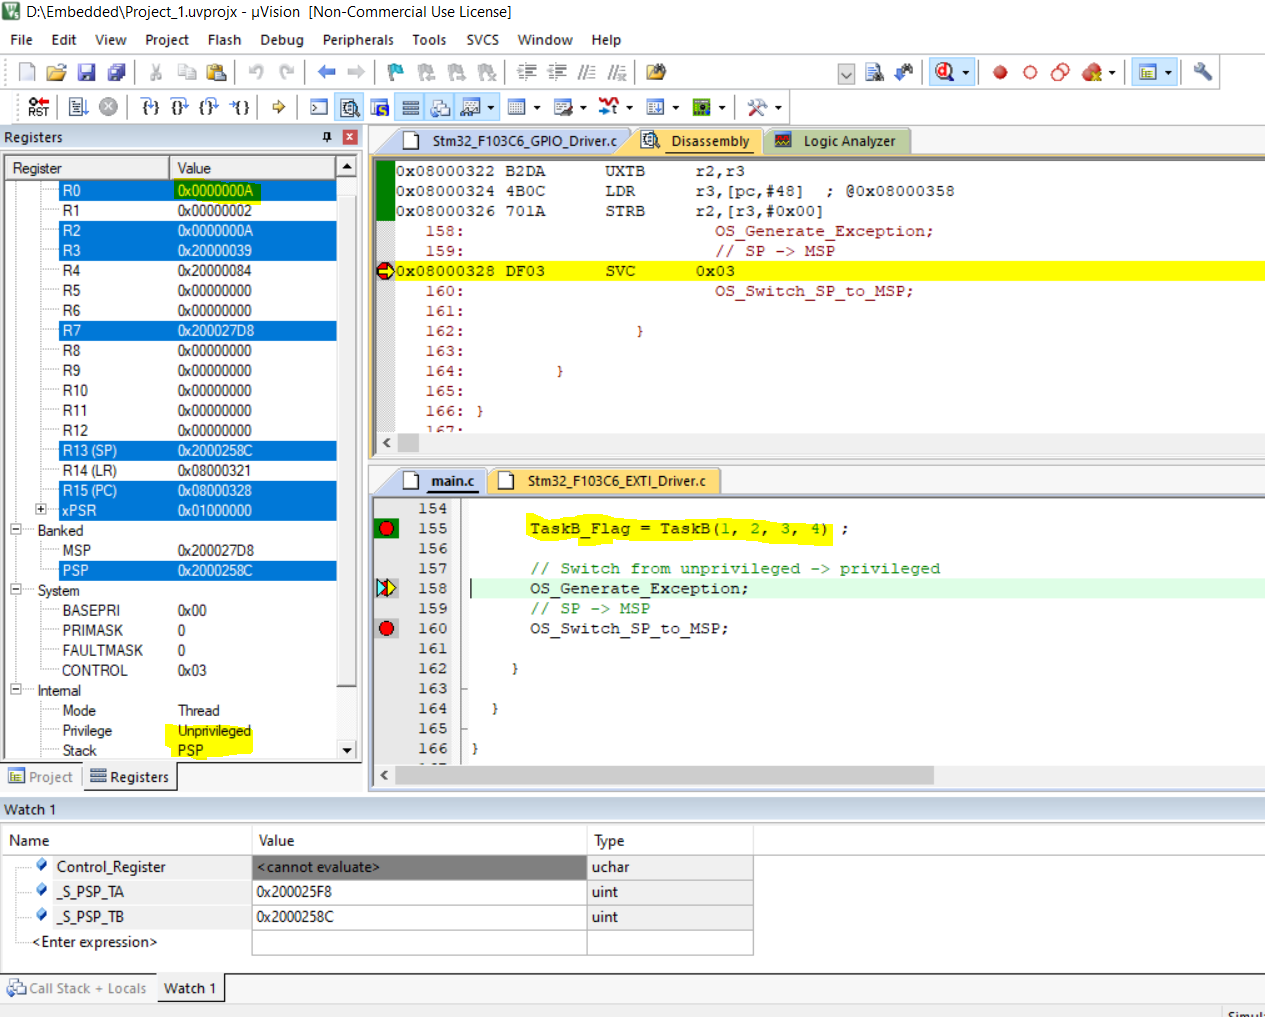 D:\Embedded\Project_1.uvprojx - µVision  [Non-Commercial Use License]
File Edit View Project Flash Debug Peripherals Tools SVCS Window Help
RST
Registers
Register Value
R0 0x0000000A
R1 0x00000002
R2 0x0000000A
R3 0x20000039
R4 0x20000084
R5 0x00000000
R6 0x00000000
R7 0x200027D8
R8 0x00000000
R9 0x00000000
R10 0x00000000
R11 0x00000000
R12 0x00000000
R13 (SP) 0x2000258C
R14 (LR) 0x08000321
R15 (PC) 0x08000328
xPSR 0x01000000
Banked
MSP 0x200027D8
PSP 0x2000258C
System
BASEPRI 0x00
PRIMASK 0
FAULTMASK 0
CONTROL 0x03
Internal
Mode Thread
Privilege Unprivileged
Stack PSP
Project Registers
Stm32_F103C6_GPIO_Driver.c Disassembly Logic Analyzer
0x08000322 B2DA UXTB r2,r3
0x08000324 4B0C LDR r3,[pc,#48] ; @0x08000358
0x08000326 701A STRB r2,[r3,#0x00]
158: OS_Generate_Exception;
159: // SP -> MSP
0x08000328 DF03 SVC 0x03
160: OS_Switch_SP_to_MSP;
161:
162: }
163:
164: }
165:
166: }
167:
main.c Stm32_F103C6_EXTI_Driver.c
154
155 TaskB_Flag = TaskB(1, 2, 3, 4) ;
156
157 // Switch from unprivileged -> privileged
158 OS_Generate_Exception;
159 // SP -> MSP
160 OS_Switch_SP_to_MSP;
161
162 }
163
164 }
165
166 }
Watch 1
Name Value Type
Control_Register <cannot evaluate> uchar
_S_PSP_TA 0x200025F8 uint
_S_PSP_TB 0x2000258C uint
<Enter expression>
Call Stack + Locals Watch 1